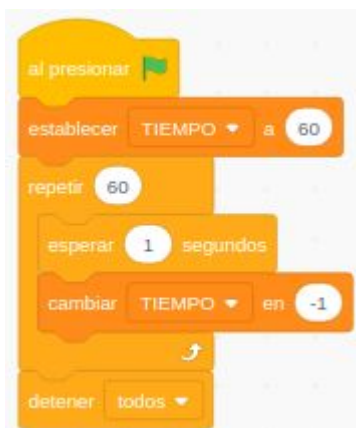 al presionar
establecer TIEMPO a 60
repetir 60
esperar 1 segundos
cambiar TIEMPO en -1
detener todos